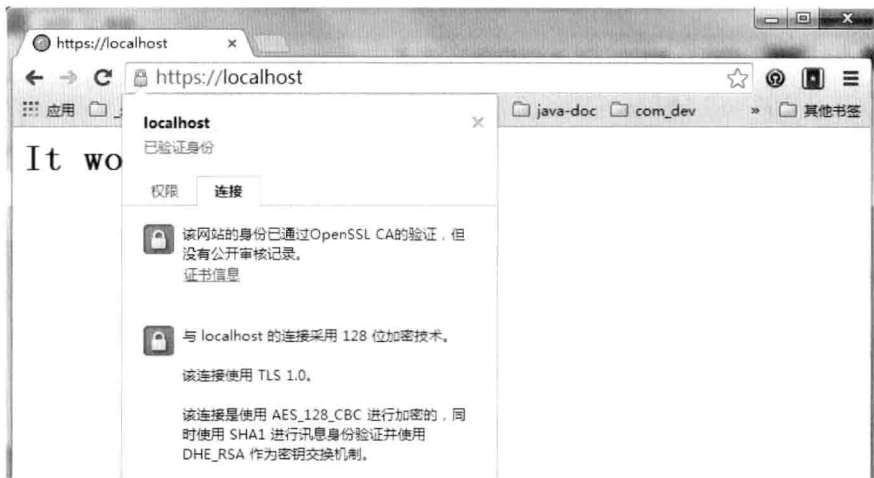 https://localhost
https://localhost
应用
java-doc
com_dev
»
其他书签
localhost
已验证身份
It wo
权限
连接
该网站的身份已通过OpenSSL CA的验证，但
没有公开审核记录。
证书信息
与 localhost 的连接采用 128 位加密技术。
该连接使用 TLS 1.0。
该连接是使用 AES_128_CBC 进行加密的，同
时使用 SHA1 进行讯息身份验证并使用
DHE_RSA 作为密钥交换机制。